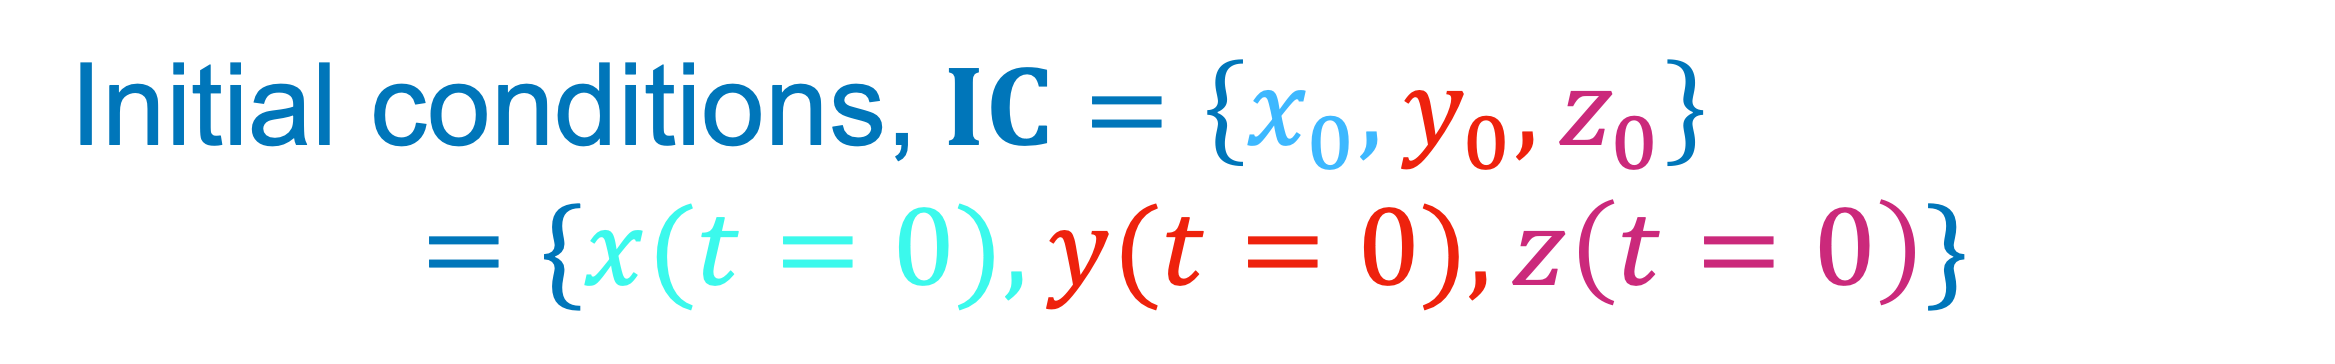 Initial conditions, IC = {x₀, y₀, z₀}
= {x(t = 0), y(t = 0), z(t = 0)}